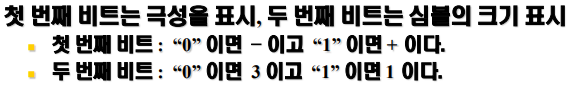 첫 번째 비트는 극성을 표시, 두 번째 비트는 심볼의 크기 표시
첫 번째 비트 : “0” 이면 − 이고 “1” 이면 + 이다.
두 번째 비트 : “0” 이면 3 이고 “1” 이면 1 이다.